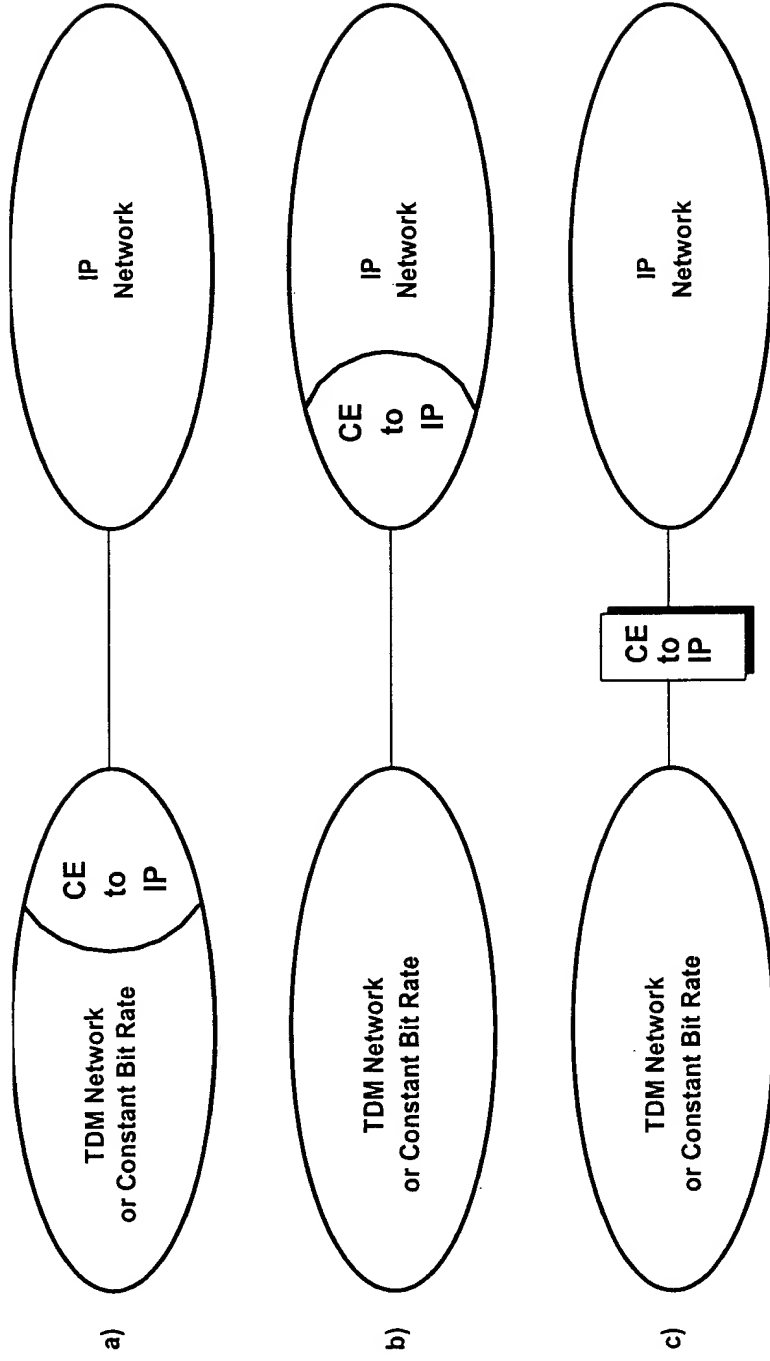 a)
TDM Network
or Constant Bit Rate
CE
to
IP
IP
Network
b)
TDM Network
or Constant Bit Rate
CE
to
IP
IP
Network
c)
TDM Network
or Constant Bit Rate
CE
to
IP
IP
Network